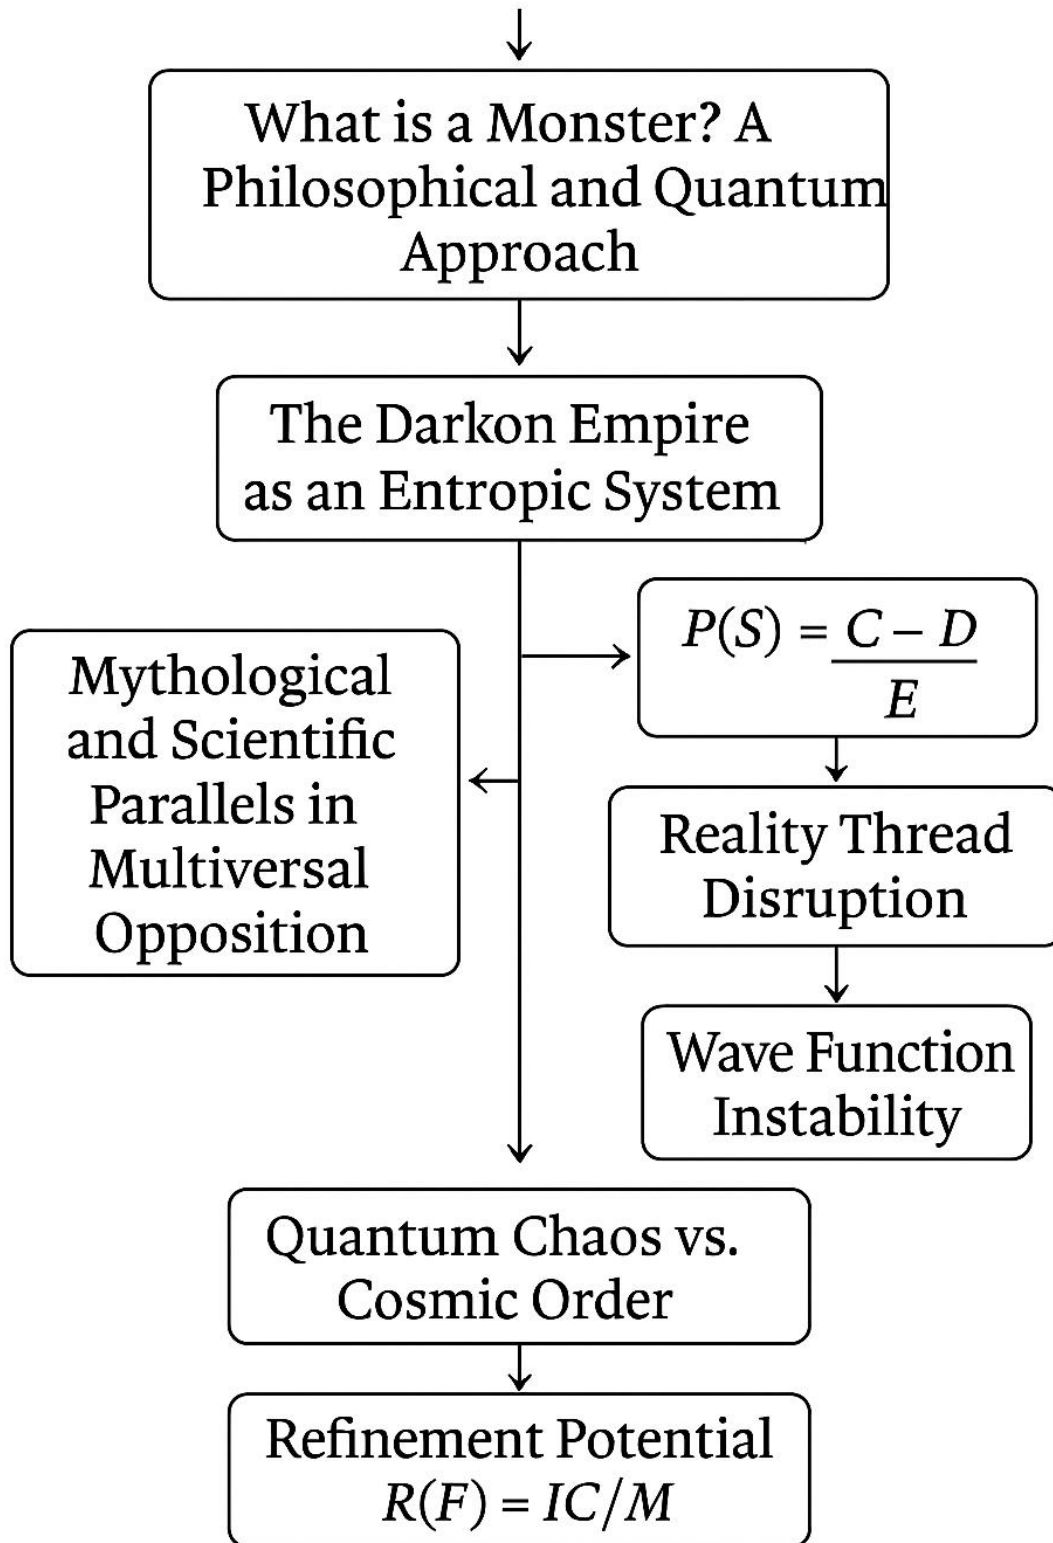 What is a Monster? A
Philosophical and Quantum
Approach
The Darkon Empire
as an Entropic System
P(S) = C – D
E
Mythological
and Scientific
Parallels in
Multiversal
Opposition
Reality Thread
Disruption
Wave Function
Instability
Quantum Chaos vs.
Cosmic Order
Refinement Potential
R(F) = IC/M